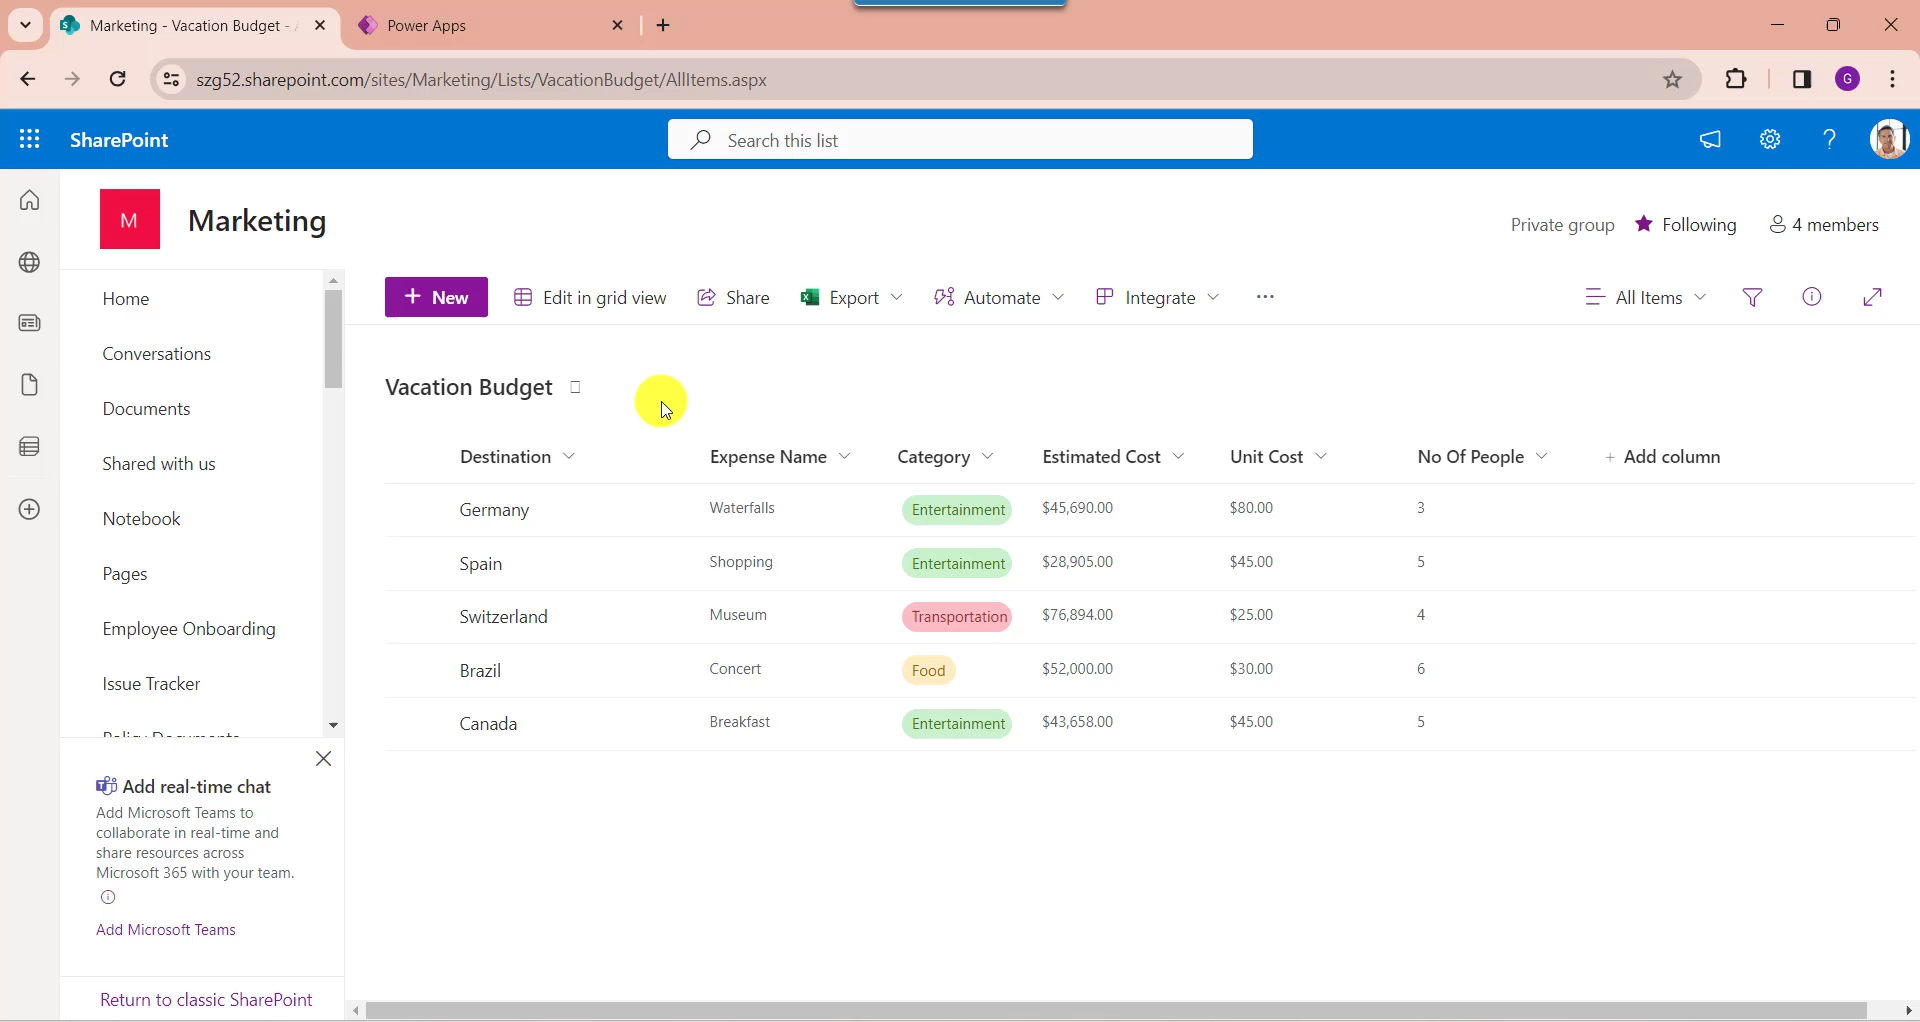 Marketing - Vacation Budget -
Power Apps
szg52.sharepoint.com/sites/Marketing/Lists/VacationBudget/AllItems.aspx
G
SharePoint
Search this list
M
Marketing
Private group
Following
4 members
Home
Conversations
Documents
Shared with us
Notebook
Pages
Employee Onboarding
Issue Tracker
Policy Documents
+ New
Edit in grid view
Share
Export
Automate
Integrate
All Items
Vacation Budget
Destination Expense Name Category Estimated Cost Unit Cost No Of People + Add column
Germany Waterfalls Entertainment $45,690.00 $80.00 3
Spain Shopping Entertainment $28,905.00 $45.00 5
Switzerland Museum Transportation $76,894.00 $25.00 4
Brazil Concert Food $52,000.00 $30.00 6
Canada Breakfast Entertainment $43,658.00 $45.00 5
Add real-time chat
Add Microsoft Teams to
collaborate in real-time and
share resources across
Microsoft 365 with your team.
Add Microsoft Teams
Return to classic SharePoint